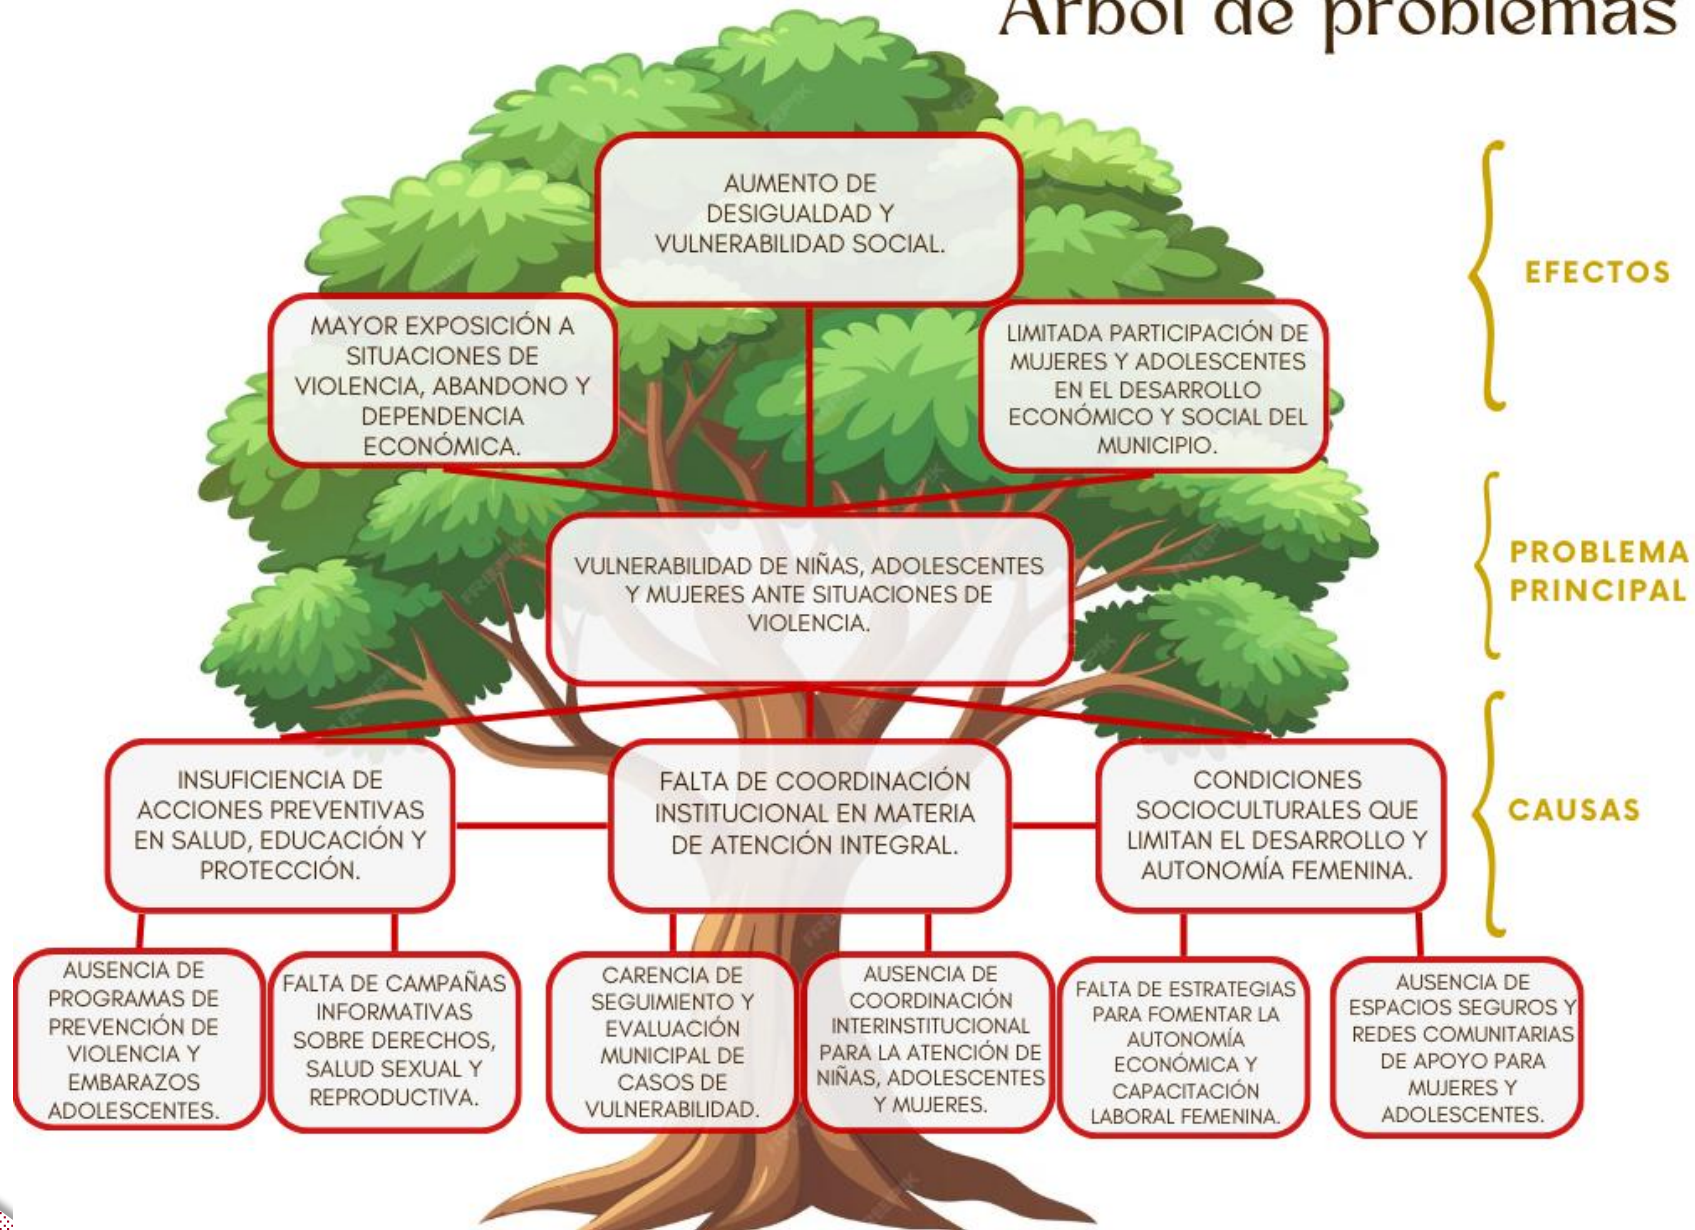 Árbol de problemas
AUMENTO DE
DESIGUALDAD Y
VULNERABILIDAD SOCIAL.
MAYOR EXPOSICIÓN A
SITUACIONES DE
VIOLENCIA, ABANDONO Y
DEPENDENCIA
ECONÓMICA.
LIMITADA PARTICIPACIÓN DE
MUJERES Y ADOLESCENTES
EN EL DESARROLLO
ECONÓMICO Y SOCIAL DEL
MUNICIPIO.
EFECTOS
VULNERABILIDAD DE NIÑAS, ADOLESCENTES
Y MUJERES ANTE SITUACIONES DE
VIOLENCIA.
PROBLEMA
PRINCIPAL
INSUFICIENCIA DE
ACCIONES PREVENTIVAS
EN SALUD, EDUCACIÓN Y
PROTECCIÓN.
FALTA DE COORDINACIÓN
INSTITUCIONAL EN MATERIA
DE ATENCIÓN INTEGRAL.
CONDICIONES
SOCIOCULTURALES QUE
LIMITAN EL DESARROLLO Y
AUTONOMÍA FEMENINA.
CAUSAS
AUSENCIA DE
PROGRAMAS DE
PREVENCIÓN DE
VIOLENCIA Y
EMBARAZOS
ADOLESCENTES.
FALTA DE CAMPAÑAS
INFORMATIVAS
SOBRE DERECHOS,
SALUD SEXUAL Y
REPRODUCTIVA.
CARENCIA DE
SEGUIMIENTO Y
EVALUACIÓN
MUNICIPAL DE
CASOS DE
VULNERABILIDAD.
AUSENCIA DE
COORDINACIÓN
INTERINSTITUCIONAL
PARA LA ATENCIÓN DE
NIÑAS, ADOLESCENTES
Y MUJERES.
FALTA DE ESTRATEGIAS
PARA FOMENTAR LA
AUTONOMÍA
ECONÓMICA Y
CAPACITACIÓN
LABORAL FEMENINA.
AUSENCIA DE
ESPACIOS SEGUROS Y
REDES COMUNITARIAS
DE APOYO PARA
MUJERES Y
ADOLESCENTES.